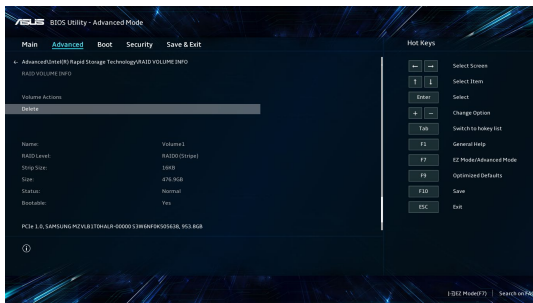 ASUS BIOS Utility - Advanced Mode
Main Advanced Boot Security Save & Exit
Hot Keys
← Advanced\Intel(R) Rapid Storage Technology\RAID VOLUME INFO
RAID VOLUME INFO
Volume Actions
Delete
Name: Volume1
RAID Level: RAID0 (Stripe)
Strip Size: 16KB
Size: 476.9GB
Status: Normal
Bootable: Yes
PCIe 1.0, SAMSUNG MZVLB1T0HALR-00000 S3W6NF0K505638, 953.8GB
← → Select Screen
↑ ↓ Select Item
Enter Select
+ − Change Option
Tab Switch to hokey list
F1 General Help
F7 EZ Mode/Advanced Mode
F9 Optimized Defaults
F10 Save
ESC Exit
EZ Mode(F7) | Search on FAQ